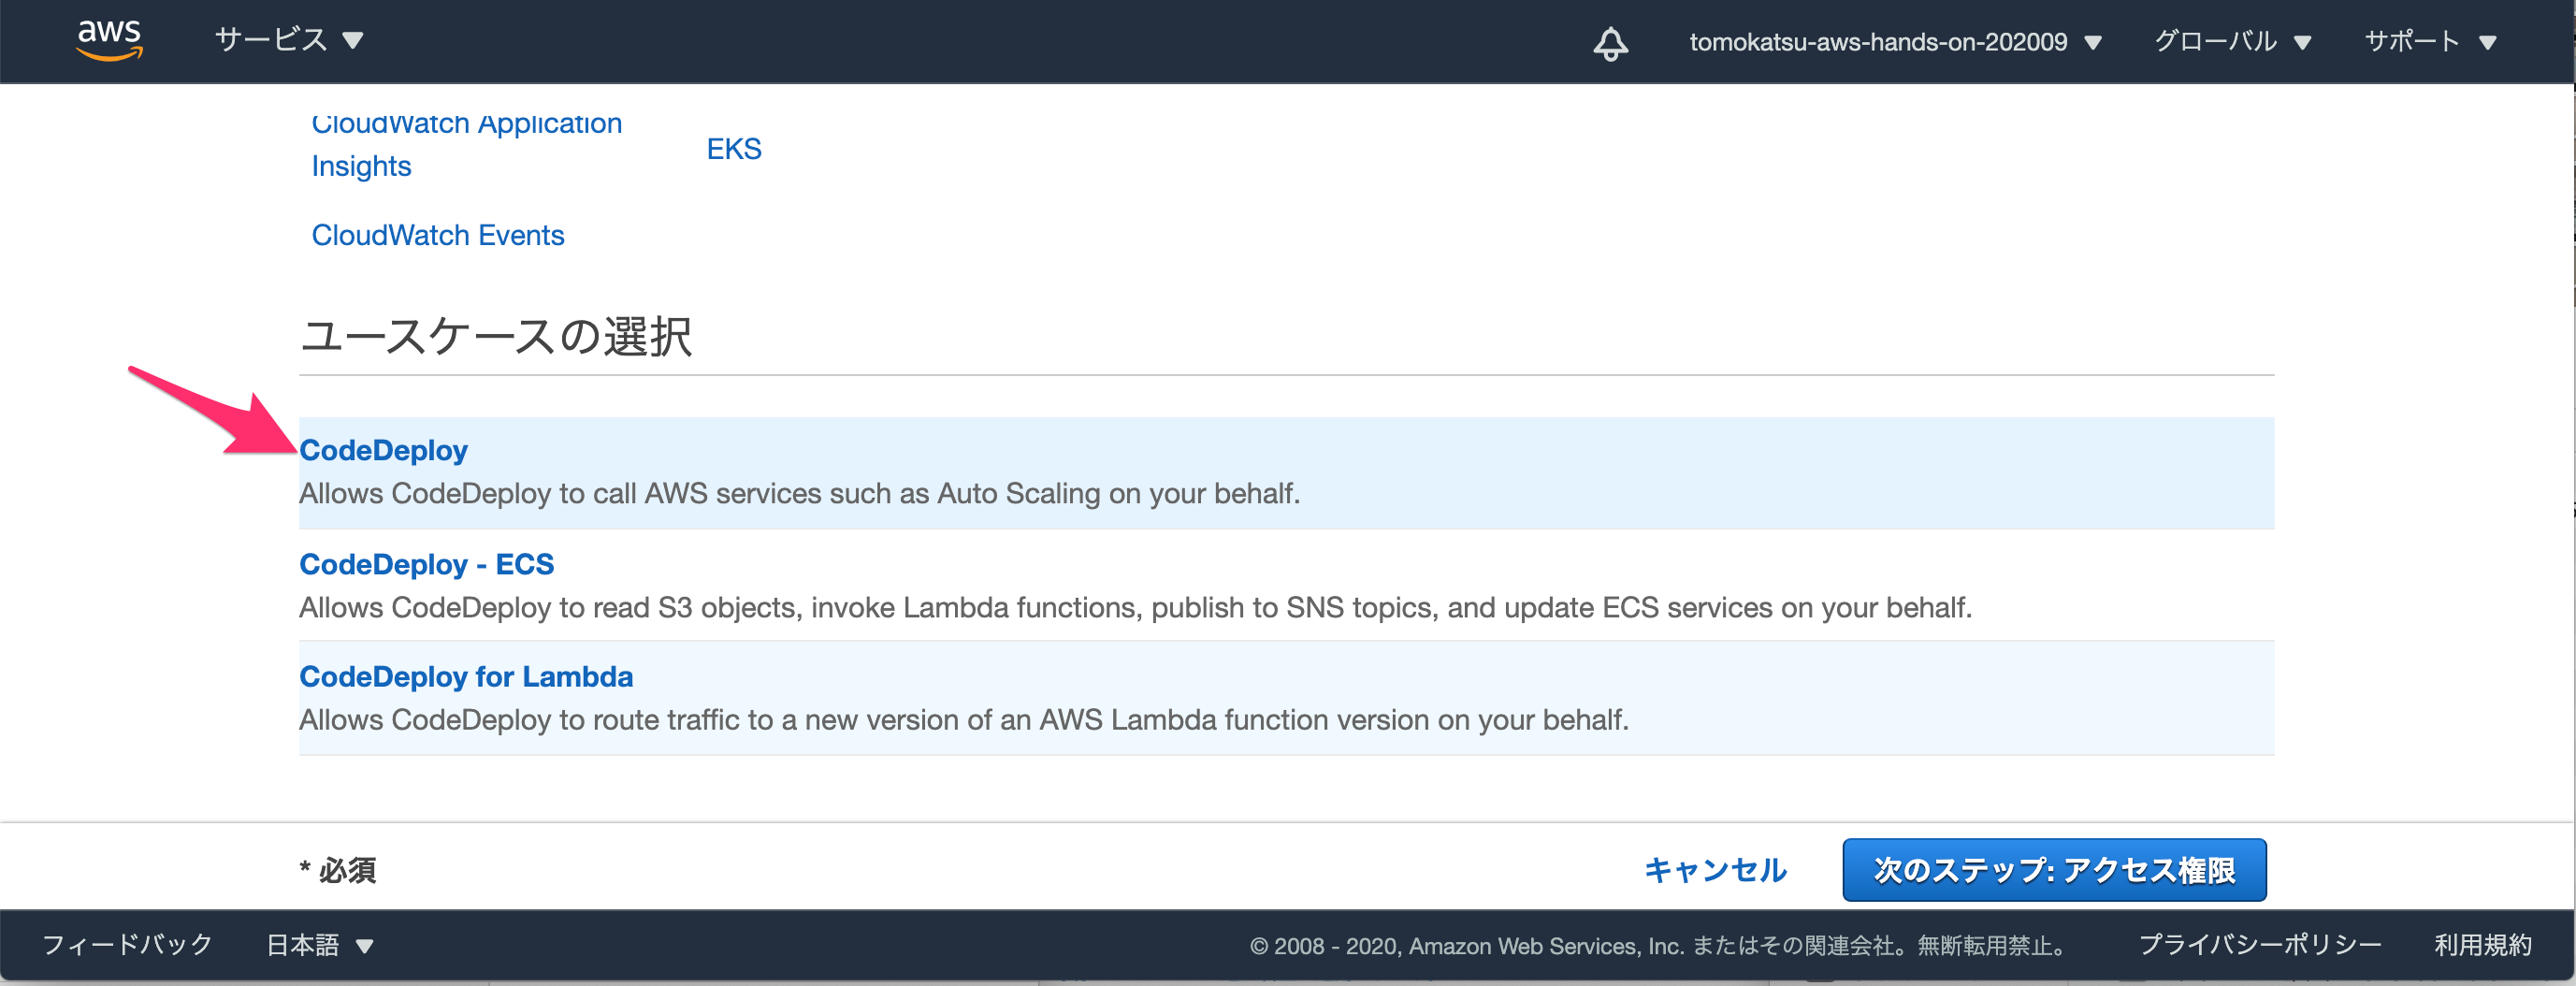 aws
サービス
tomokatsu-aws-hands-on-202009
グローバル
サポート
CloudWatch Application
Insights
EKS
CloudWatch Events
ユースケースの選択
CodeDeploy
Allows CodeDeploy to call AWS services such as Auto Scaling on your behalf.
CodeDeploy - ECS
Allows CodeDeploy to read S3 objects, invoke Lambda functions, publish to SNS topics, and update ECS services on your behalf.
CodeDeploy for Lambda
Allows CodeDeploy to route traffic to a new version of an AWS Lambda function version on your behalf.
* 必須
キャンセル
次のステップ: アクセス権限
フィードバック
日本語
© 2008 - 2020, Amazon Web Services, Inc. またはその関連会社。無断転用禁止。
プライバシーポリシー
利用規約